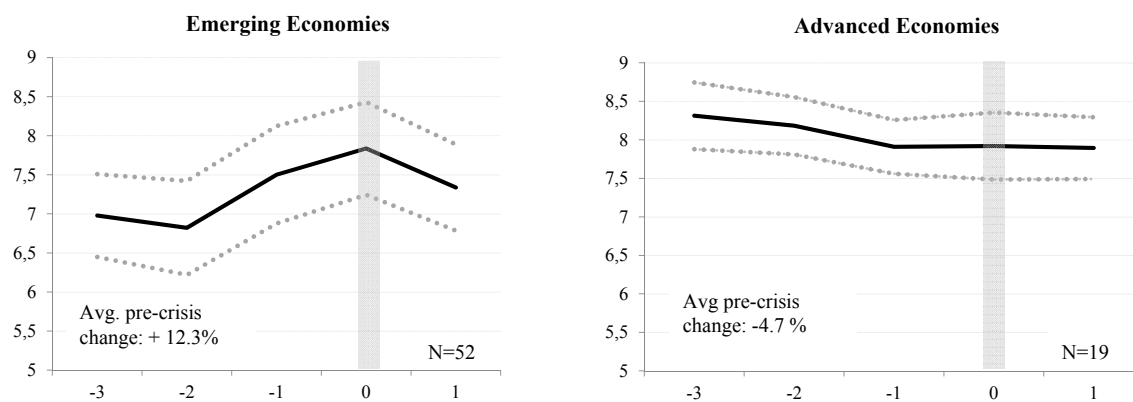 Emerging Economies
9
8,5
8
7,5
7
6,5
6
5,5
5
Avg. pre-crisis
change: + 12.3%
N=52
-3 -2 -1 0 1
Advanced Economies
9
8,5
8
7,5
7
6,5
6
5,5
5
Avg pre-crisis
change: -4.7 %
N=19
-3 -2 -1 0 1